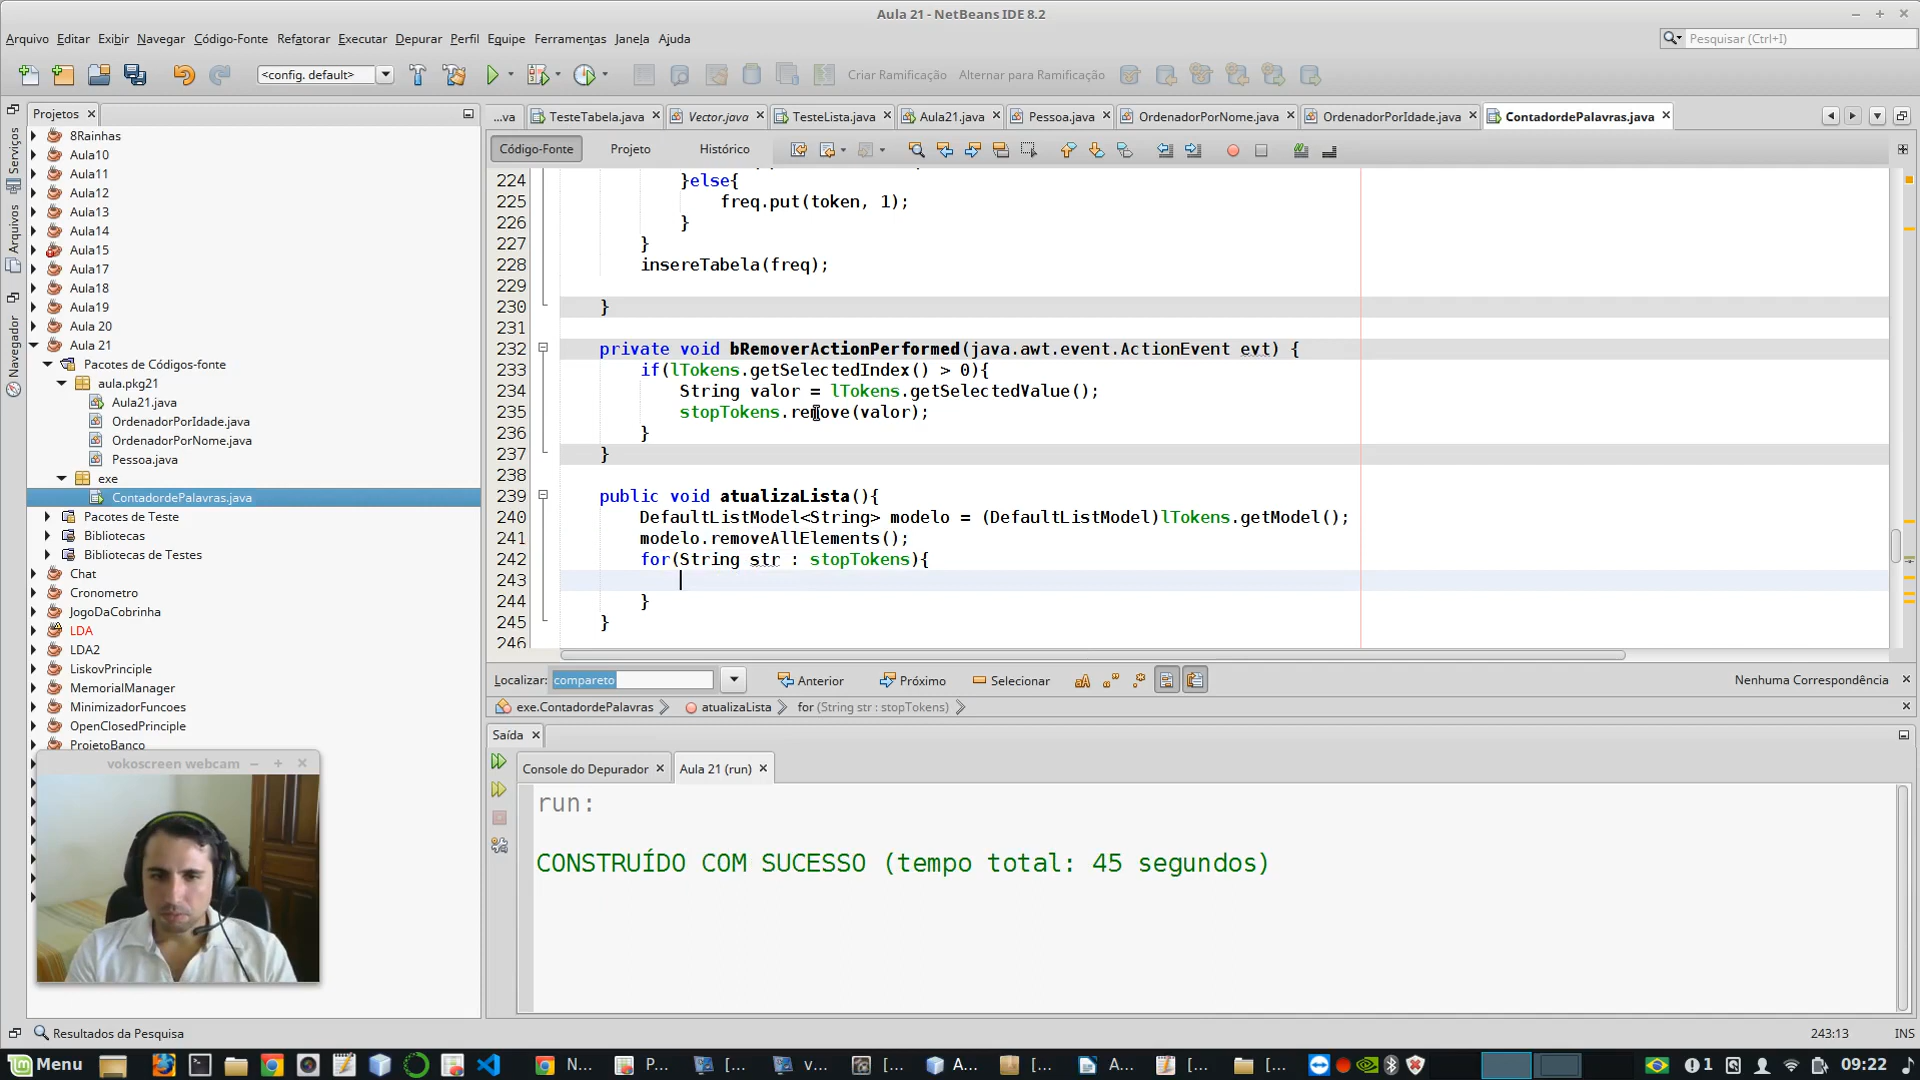 Aula 21 - NetBeans IDE 8.2
Arquivo Editar Exibir Navegar Código-Fonte Refatorar Executar Depurar Perfil Equipe Ferramentas Janela Ajuda
Pesquisar (Ctrl+I)
<config. default>
Criar Ramificação Alternar para Ramificação
Projetos
...va TesteTabela.java Vector.java TesteLista.java Aula21.java Pessoa.java OrdenadorPorNome.java OrdenadorPorIdade.java ContadordePalavras.java
Código-Fonte Projeto Histórico
Serviços
Arquivos
Navegador
8Rainhas
Aula10
Aula11
Aula12
Aula13
Aula14
Aula15
Aula17
Aula18
Aula19
Aula 20
Aula 21
Pacotes de Códigos-fonte
aula.pkg21
Aula21.java
OrdenadorPorIdade.java
OrdenadorPorNome.java
Pessoa.java
exe
ContadordePalavras.java
Pacotes de Teste
Bibliotecas
Bibliotecas de Testes
Chat
Cronometro
JogoDaCobrinha
LDA
LDA2
LiskovPrinciple
MemorialManager
MinimizadorFuncoes
OpenClosedPrinciple
ProjetoBanco
vokoscreen webcam
224 }else{
225 freq.put(token, 1);
226 }
227 }
228 insereTabela(freq);
229
230 }
231
232 private void bRemoverActionPerformed(java.awt.event.ActionEvent evt) {
233 if(lTokens.getSelectedIndex() > 0){
234 String valor = lTokens.getSelectedValue();
235 stopTokens.remove(valor);
236 }
237 }
238
239 public void atualizaLista(){
240 DefaultListModel<String> modelo = (DefaultListModel)lTokens.getModel();
241 modelo.removeAllElements();
242 for(String str : stopTokens){
243
244 }
245 }
246
Localizar: compareto Anterior Próximo Selecionar Nenhuma Correspondência
exe.ContadordePalavras atualizaLista for (String str : stopTokens)
Saída
Console do Depurador Aula 21 (run)
run:
CONSTRUÍDO COM SUCESSO (tempo total: 45 segundos)
Resultados da Pesquisa
243:13 INS
Menu N... P... [... v... [... A... [... A... [... [... 1 09:22